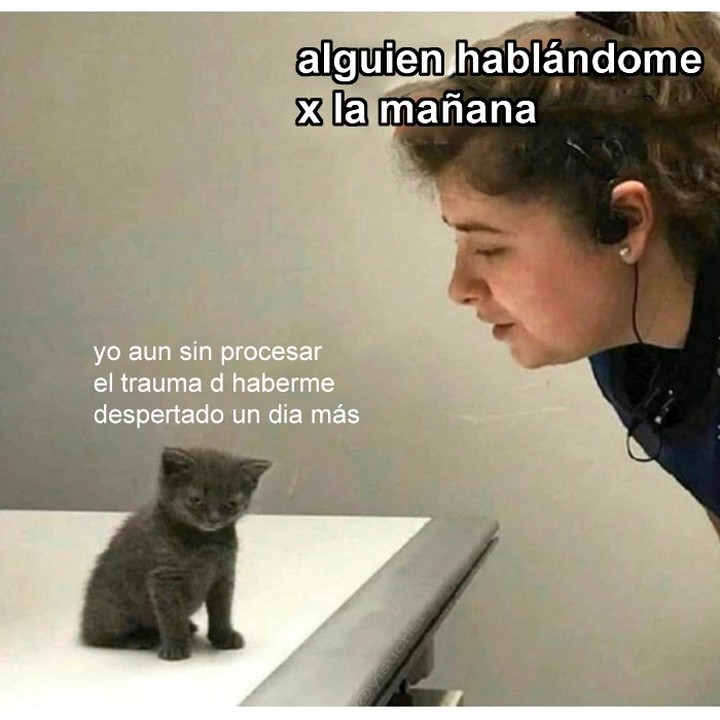 alguien hablándome
x la mañana
yo aun sin procesar
el trauma d haberme
despertado un dia más